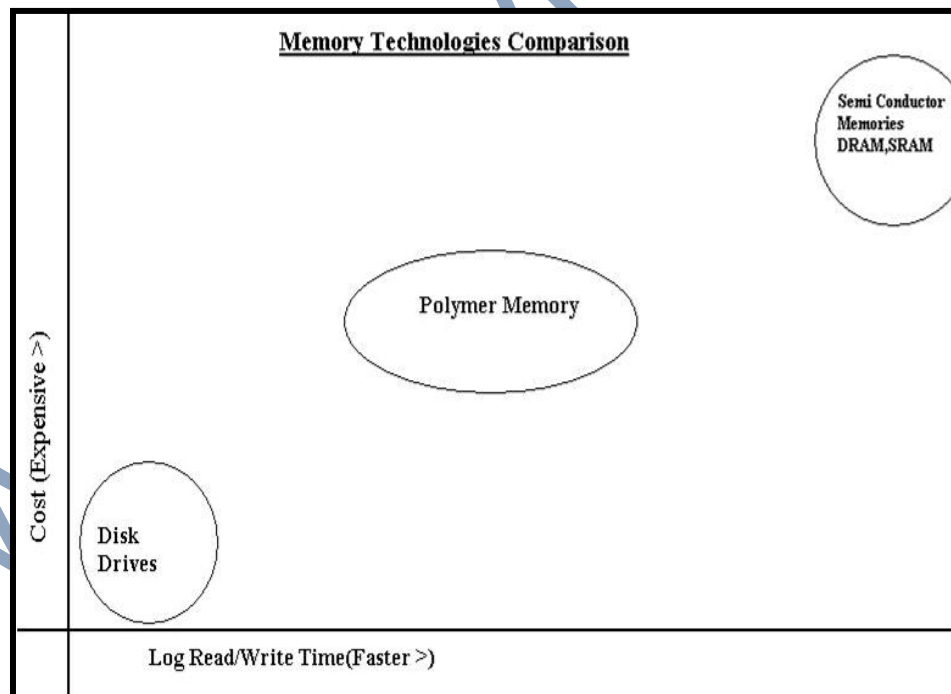 Memory Technologies Comparison
Semi Conductor
Memories
DRAM,SRAM
Polymer Memory
Cost (Expensive >)
Disk
Drives
Log Read/Write Time(Faster >)